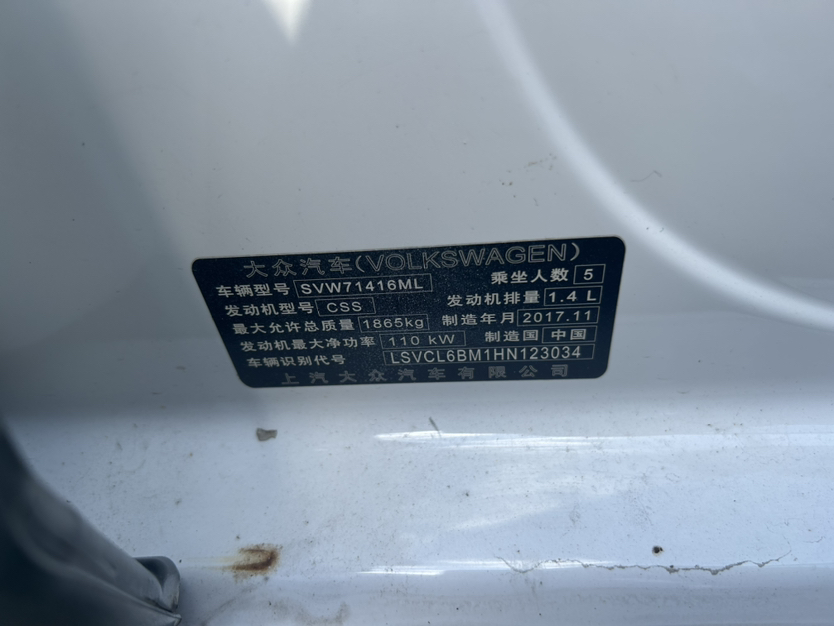 大众汽车(VOLKSWAGEN)
车辆型号 SVW71416ML 乘坐人数 5
发动机型号 CSS 发动机排量 1.4 L
最大允许总质量 1865kg 制造年月 2017.11
发动机最大净功率 110 kW 制造国 中国
车辆识别代号 LSVCL6BM1HN123034
上汽大众汽车有限公司